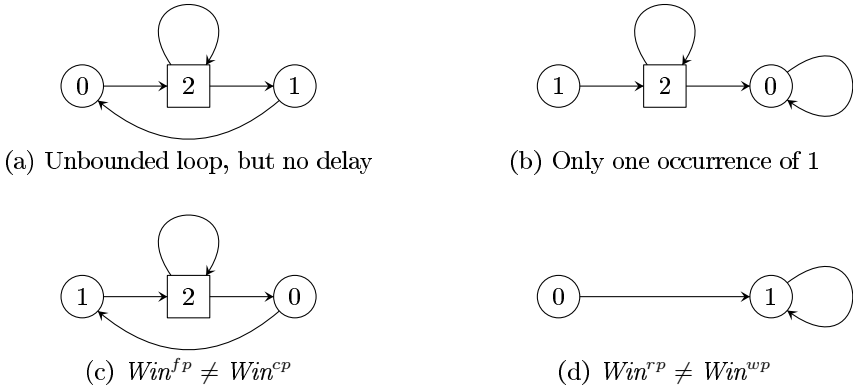 0 2 1
(a) Unbounded loop, but no delay
1 2 0
(b) Only one occurrence of 1
1 2 0
(c) Win^{fp} ≠ Win^{cp}
0 1
(d) Win^{rp} ≠ Win^{wp}